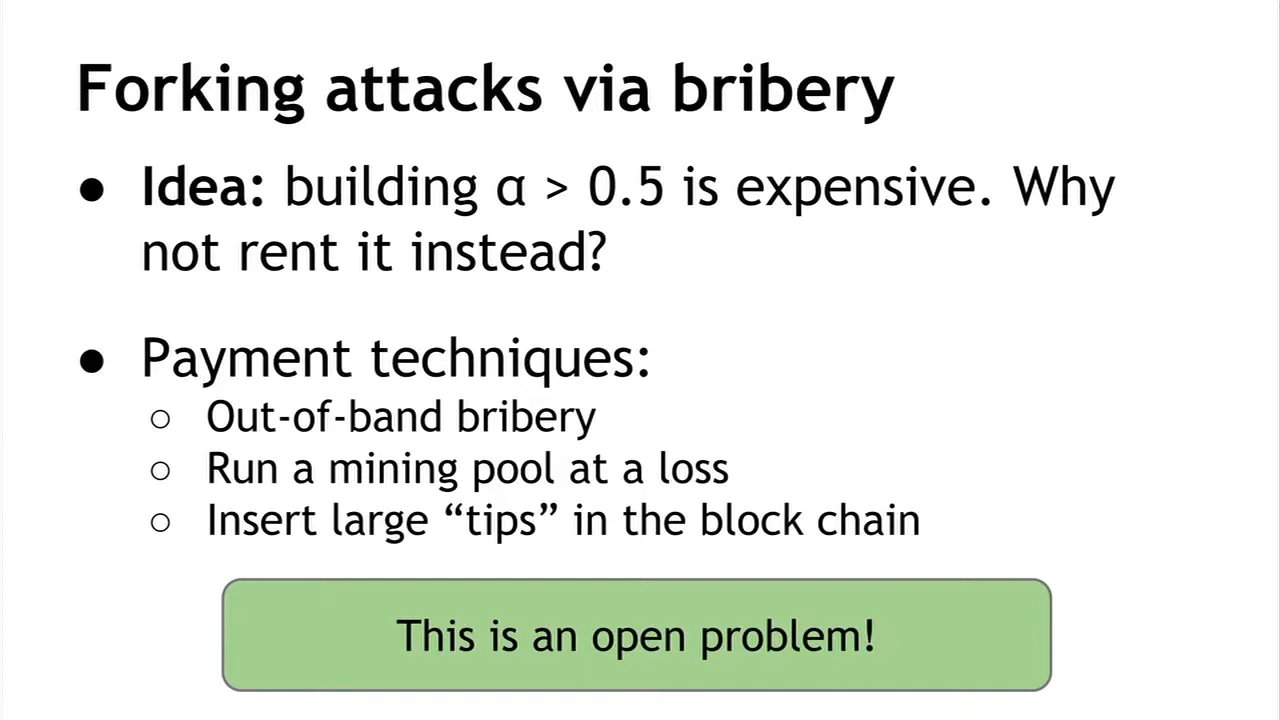 Forking attacks via bribery
● Idea: building α > 0.5 is expensive. Why
not rent it instead?
● Payment techniques:
○ Out-of-band bribery
○ Run a mining pool at a loss
○ Insert large “tips” in the block chain
This is an open problem!